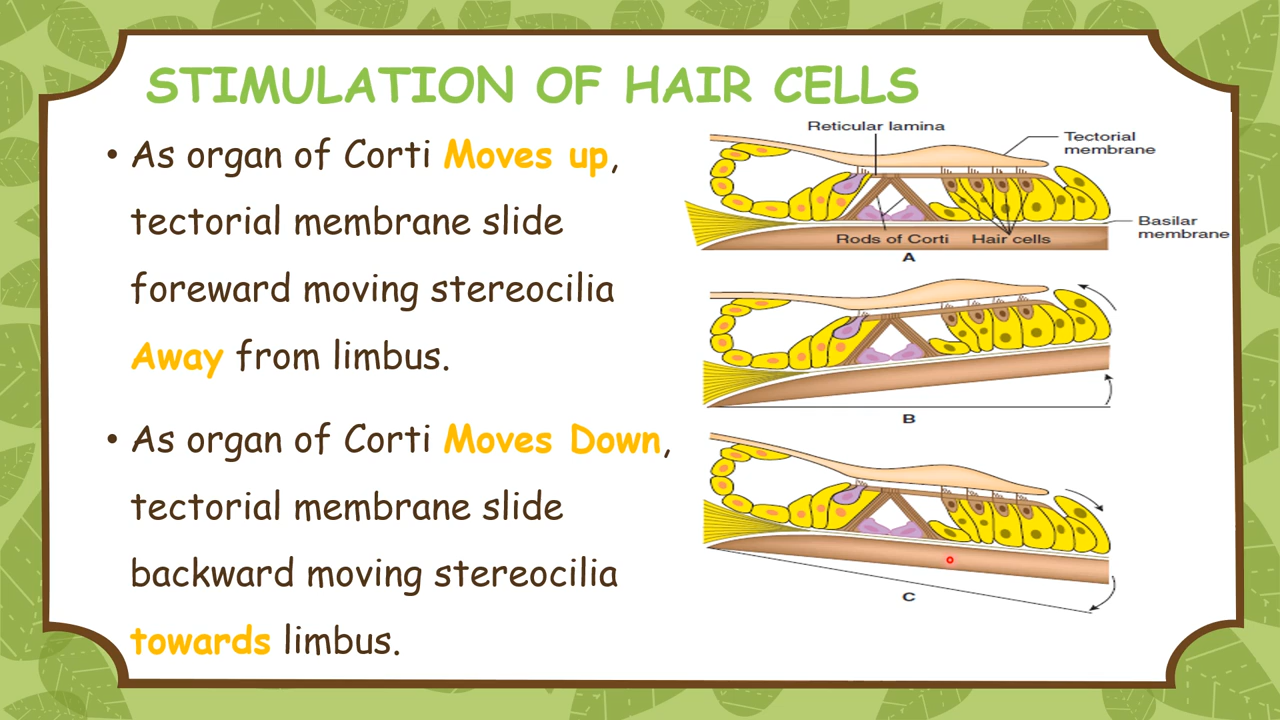 STIMULATION OF HAIR CELLS
• As organ of Corti Moves up,
tectorial membrane slide
foreward moving stereocilia
Away from limbus.
• As organ of Corti Moves Down,
tectorial membrane slide
backward moving stereocilia
towards limbus.
Reticular lamina
Tectorial
membrane
Basilar
membrane
Rods of Corti
Hair cells
A
B
C